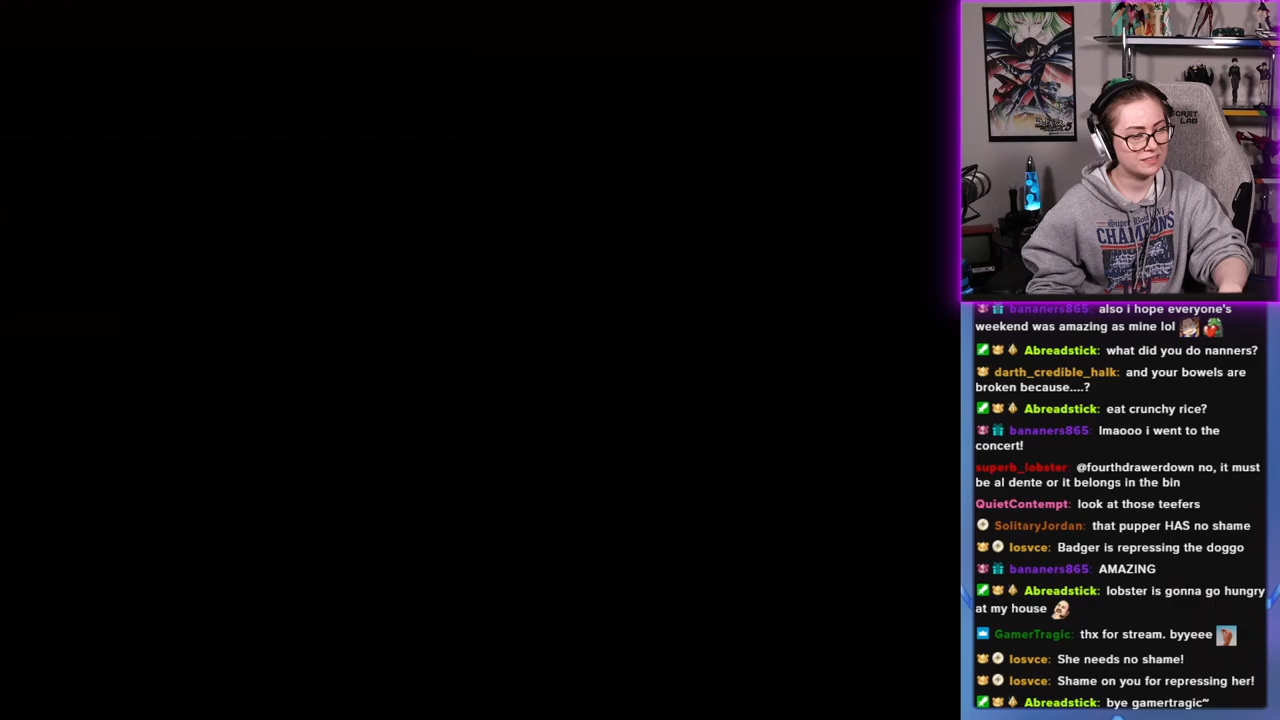 SECRET
LAB
Super Bowl XVI
CHAMPIONS
bananers865: also i hope everyone's
weekend was amazing as mine lol
Abreadstick: what did you do nanners?
darth_credible_halk: and your bowels are
broken because....?
Abreadstick: eat crunchy rice?
bananers865: lmaooo i went to the
concert!
superb_lobster: @fourthdrawerdown no, it must
be al dente or it belongs in the bin
QuietContempt: look at those teefers
SolitaryJordan: that pupper HAS no shame
losvce: Badger is repressing the doggo
bananers865: AMAZING
Abreadstick: lobster is gonna go hungry
at my house
GamerTragic: thx for stream. byyeee
losvce: She needs no shame!
losvce: Shame on you for repressing her!
Abreadstick: bye gamertragic~